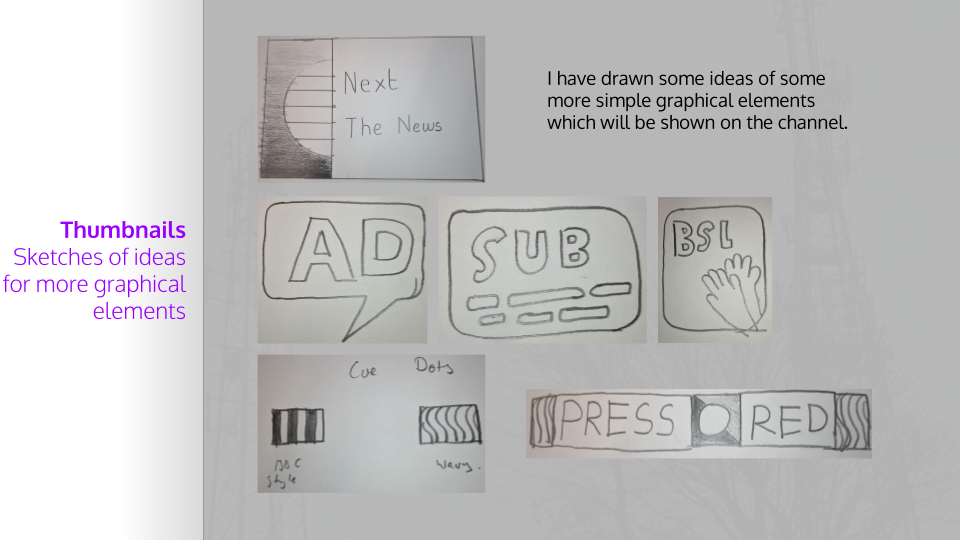 Next
The News
I have drawn some ideas of some
more simple graphical elements
which will be shown on the channel.
Thumbnails
Sketches of ideas
for more graphical
elements
AD
SUB
BSL
Cue Dots
BBC
Style
Wavy.
PRESS RED